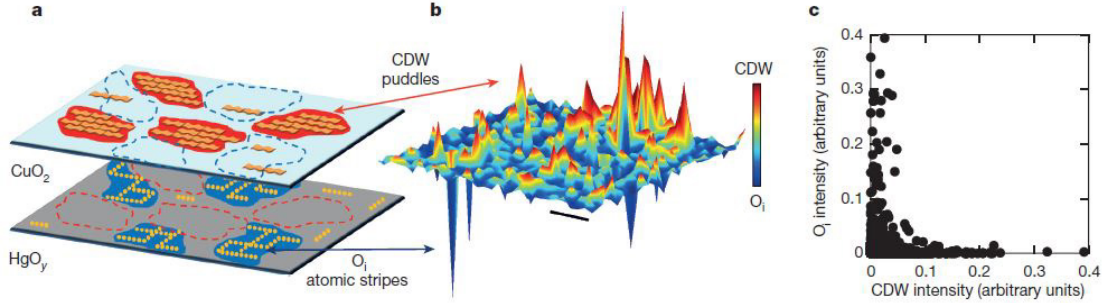 a
CuO2
HgOy
CDW
puddles
Oi
atomic stripes
b
CDW
Oi
c
Oi intensity (arbitrary units)
0.4
0.3
0.2
0.1
0
0
0.1
0.2
0.3
0.4
CDW intensity (arbitrary units)